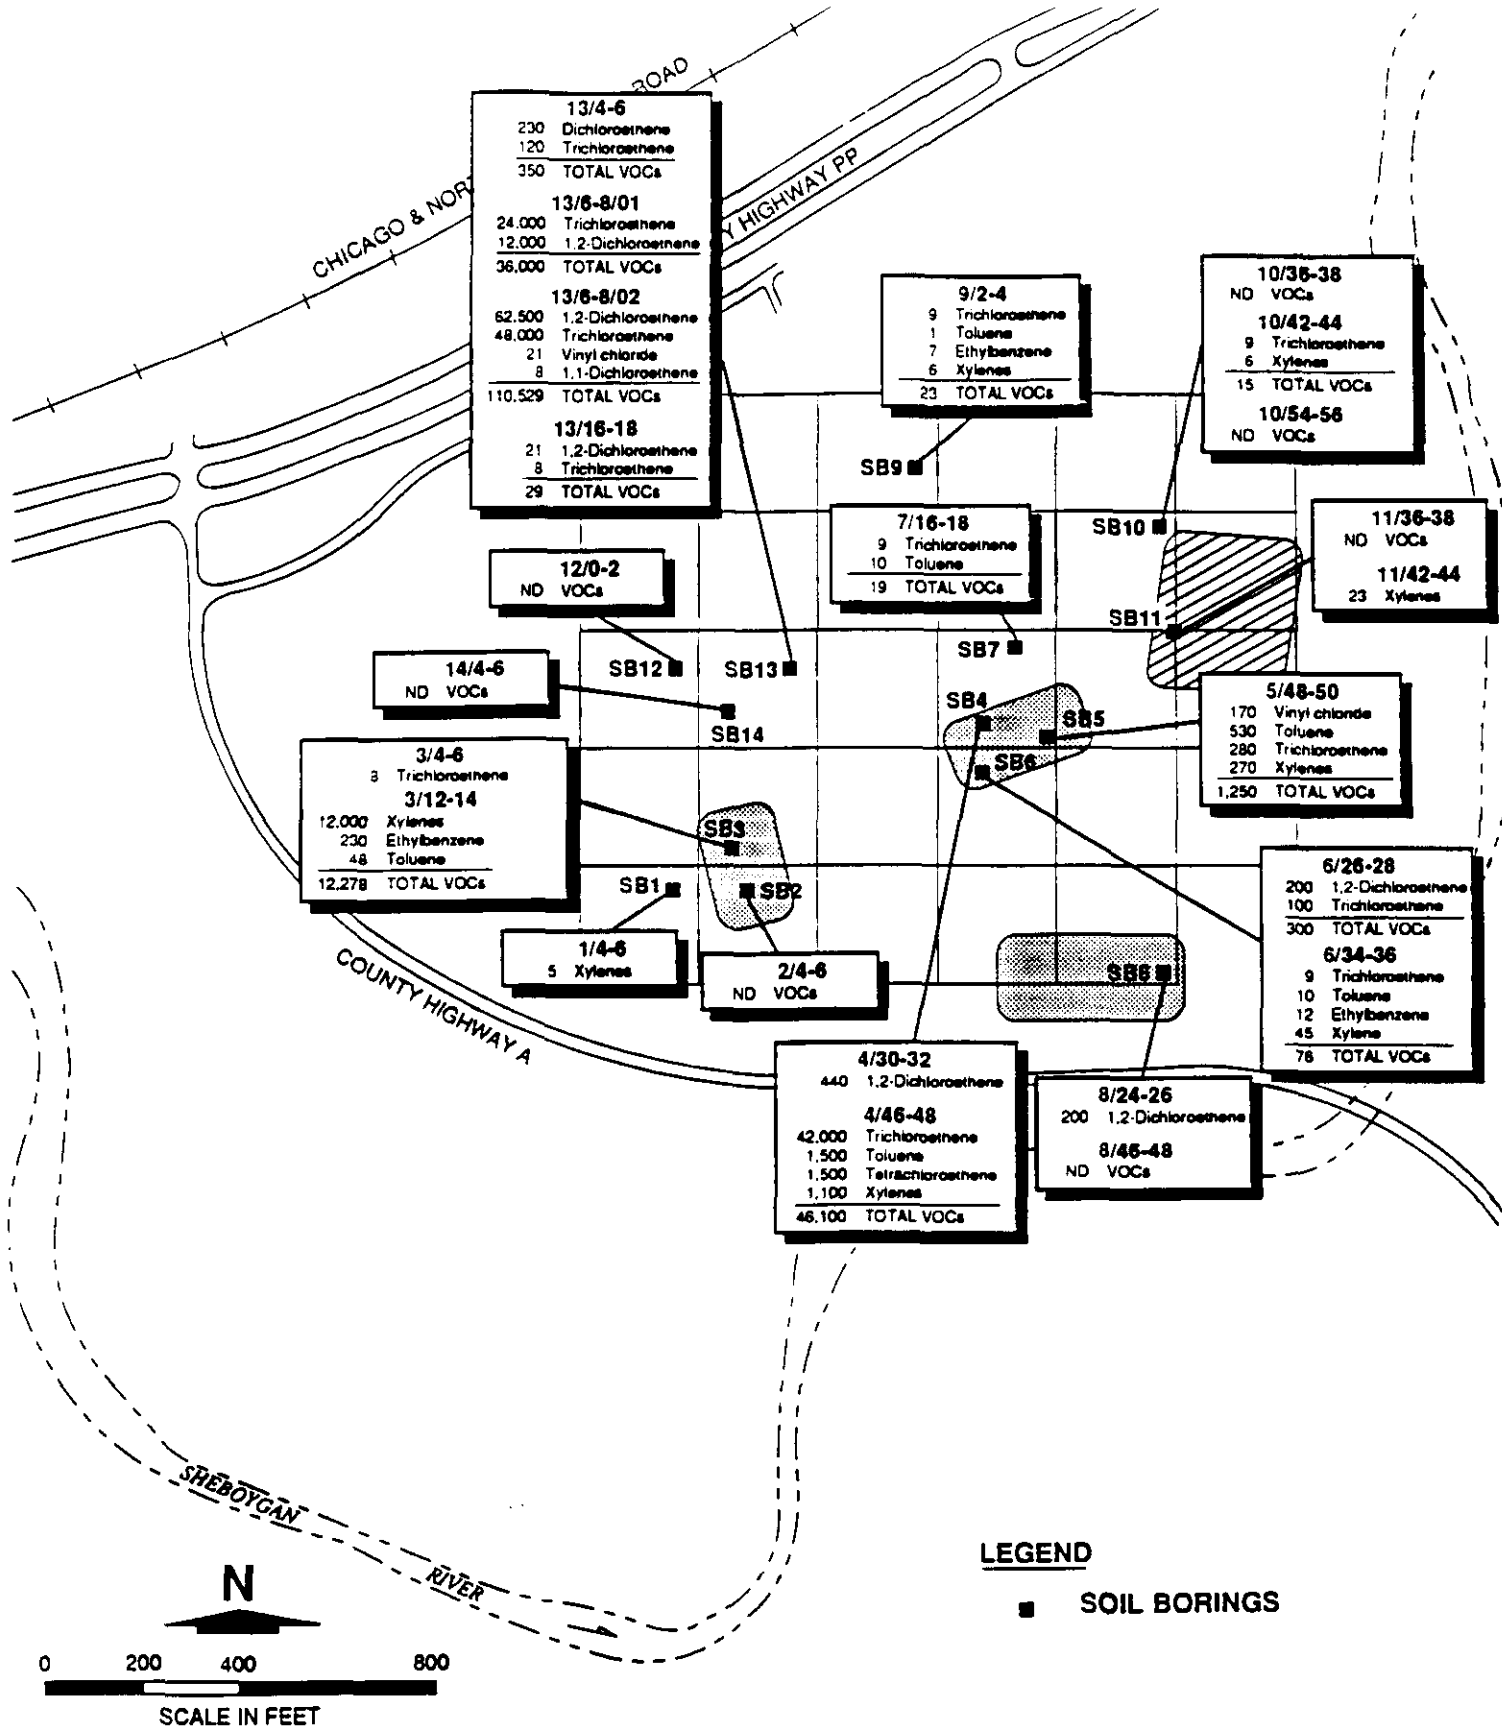 ROAD
CHICAGO & NOR
Y HIGHWAY PP
13/4-6
230 Dichloroethene
120 Trichloroethene
350 TOTAL VOCs
13/6-8/01
24,000 Trichloroethene
12,000 1,2-Dichloroethene
36,000 TOTAL VOCs
13/6-8/02
62,500 1,2-Dichloroethene
48,000 Trichloroethene
21 Vinyl chloride
8 1,1-Dichloroethene
110,529 TOTAL VOCs
13/16-18
21 1,2-Dichloroethene
8 Trichloroethene
29 TOTAL VOCs
9/2-4
9 Trichloroethene
1 Toluene
7 Ethylbenzene
6 Xylenes
23 TOTAL VOCs
10/36-38
ND VOCs
10/42-44
9 Trichloroethene
6 Xylenes
15 TOTAL VOCs
10/54-56
ND VOCs
SB9
7/16-18
9 Trichloroethene
10 Toluene
19 TOTAL VOCs
SB10
11/36-38
ND VOCs
11/42-44
23 Xylenes
12/0-2
ND VOCs
SB11
SB7
SB12
SB13
14/4-6
ND VOCs
SB14
SB4
SB5
SB6
5/48-50
170 Vinyl chloride
530 Toluene
280 Trichloroethene
270 Xylenes
1,250 TOTAL VOCs
3/4-6
Trichloroethene
3/12-14
12,000 Xylenes
230 Ethylbenzene
48 Toluene
12,278 TOTAL VOCs
SB3
SB1
SB2
6/26-28
200 1,2-Dichloroethene
100 Trichloroethene
300 TOTAL VOCs
6/34-36
9 Trichloroethene
10 Toluene
12 Ethylbenzene
45 Xylene
76 TOTAL VOCs
1/4-6
5 Xylenes
2/4-6
ND VOCs
SB8
COUNTY HIGHWAY A
4/30-32
440 1,2-Dichloroethene
4/46-48
42,000 Trichloroethene
1,500 Toluene
1,500 Tetrachloroethene
1,100 Xylenes
46,100 TOTAL VOCs
8/24-26
200 1,2-Dichloroethene
8/46-48
ND VOCs
SHEBOYGAN
RIVER
N
0 200 400 800
SCALE IN FEET
LEGEND
SOIL BORINGS